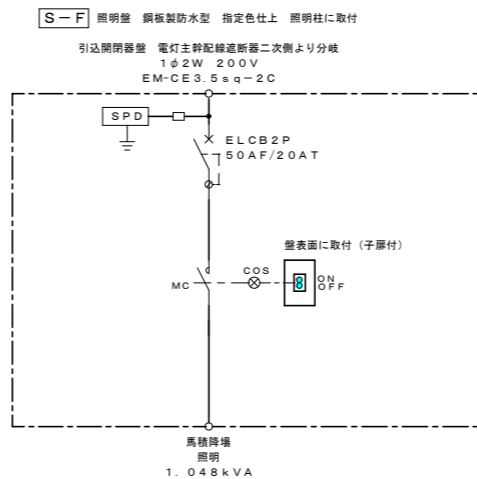 S－F 照明盤 鋼板製防水型 指定色仕上 照明柱に取付
引込開閉器盤 電灯主幹配線遮断器二次側より分岐
1φ2W 200V
EM－CE3.5sq－2C
SPD
ELCB2P
50AF/20AT
盤表面に取付（子扉付）
COS
MC
ON
OFF
馬積降場
照明
1.048kVA